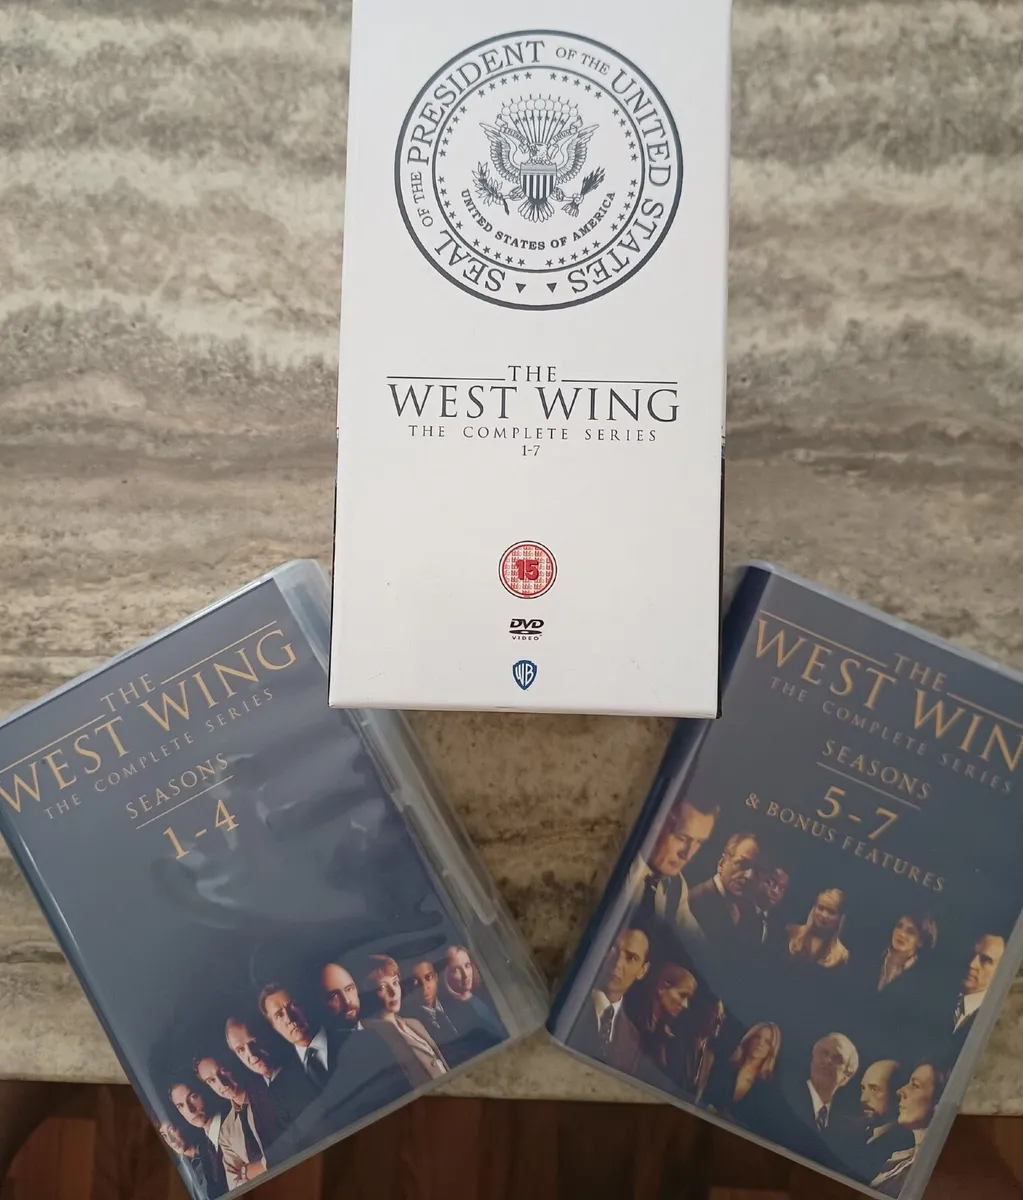 SEAL OF THE PRESIDENT OF THE UNITED STATES
UNITED STATES OF AMERICA
THE
WEST WING
THE COMPLETE SERIES
1-7
15
DVD
VIDEO
WB
THE
WEST WING
THE COMPLETE SERIES
SEASONS
1-4
THE
WEST WIN
THE COMPLETE SERIES
SEASONS
5-7
& BONUS FEATURES